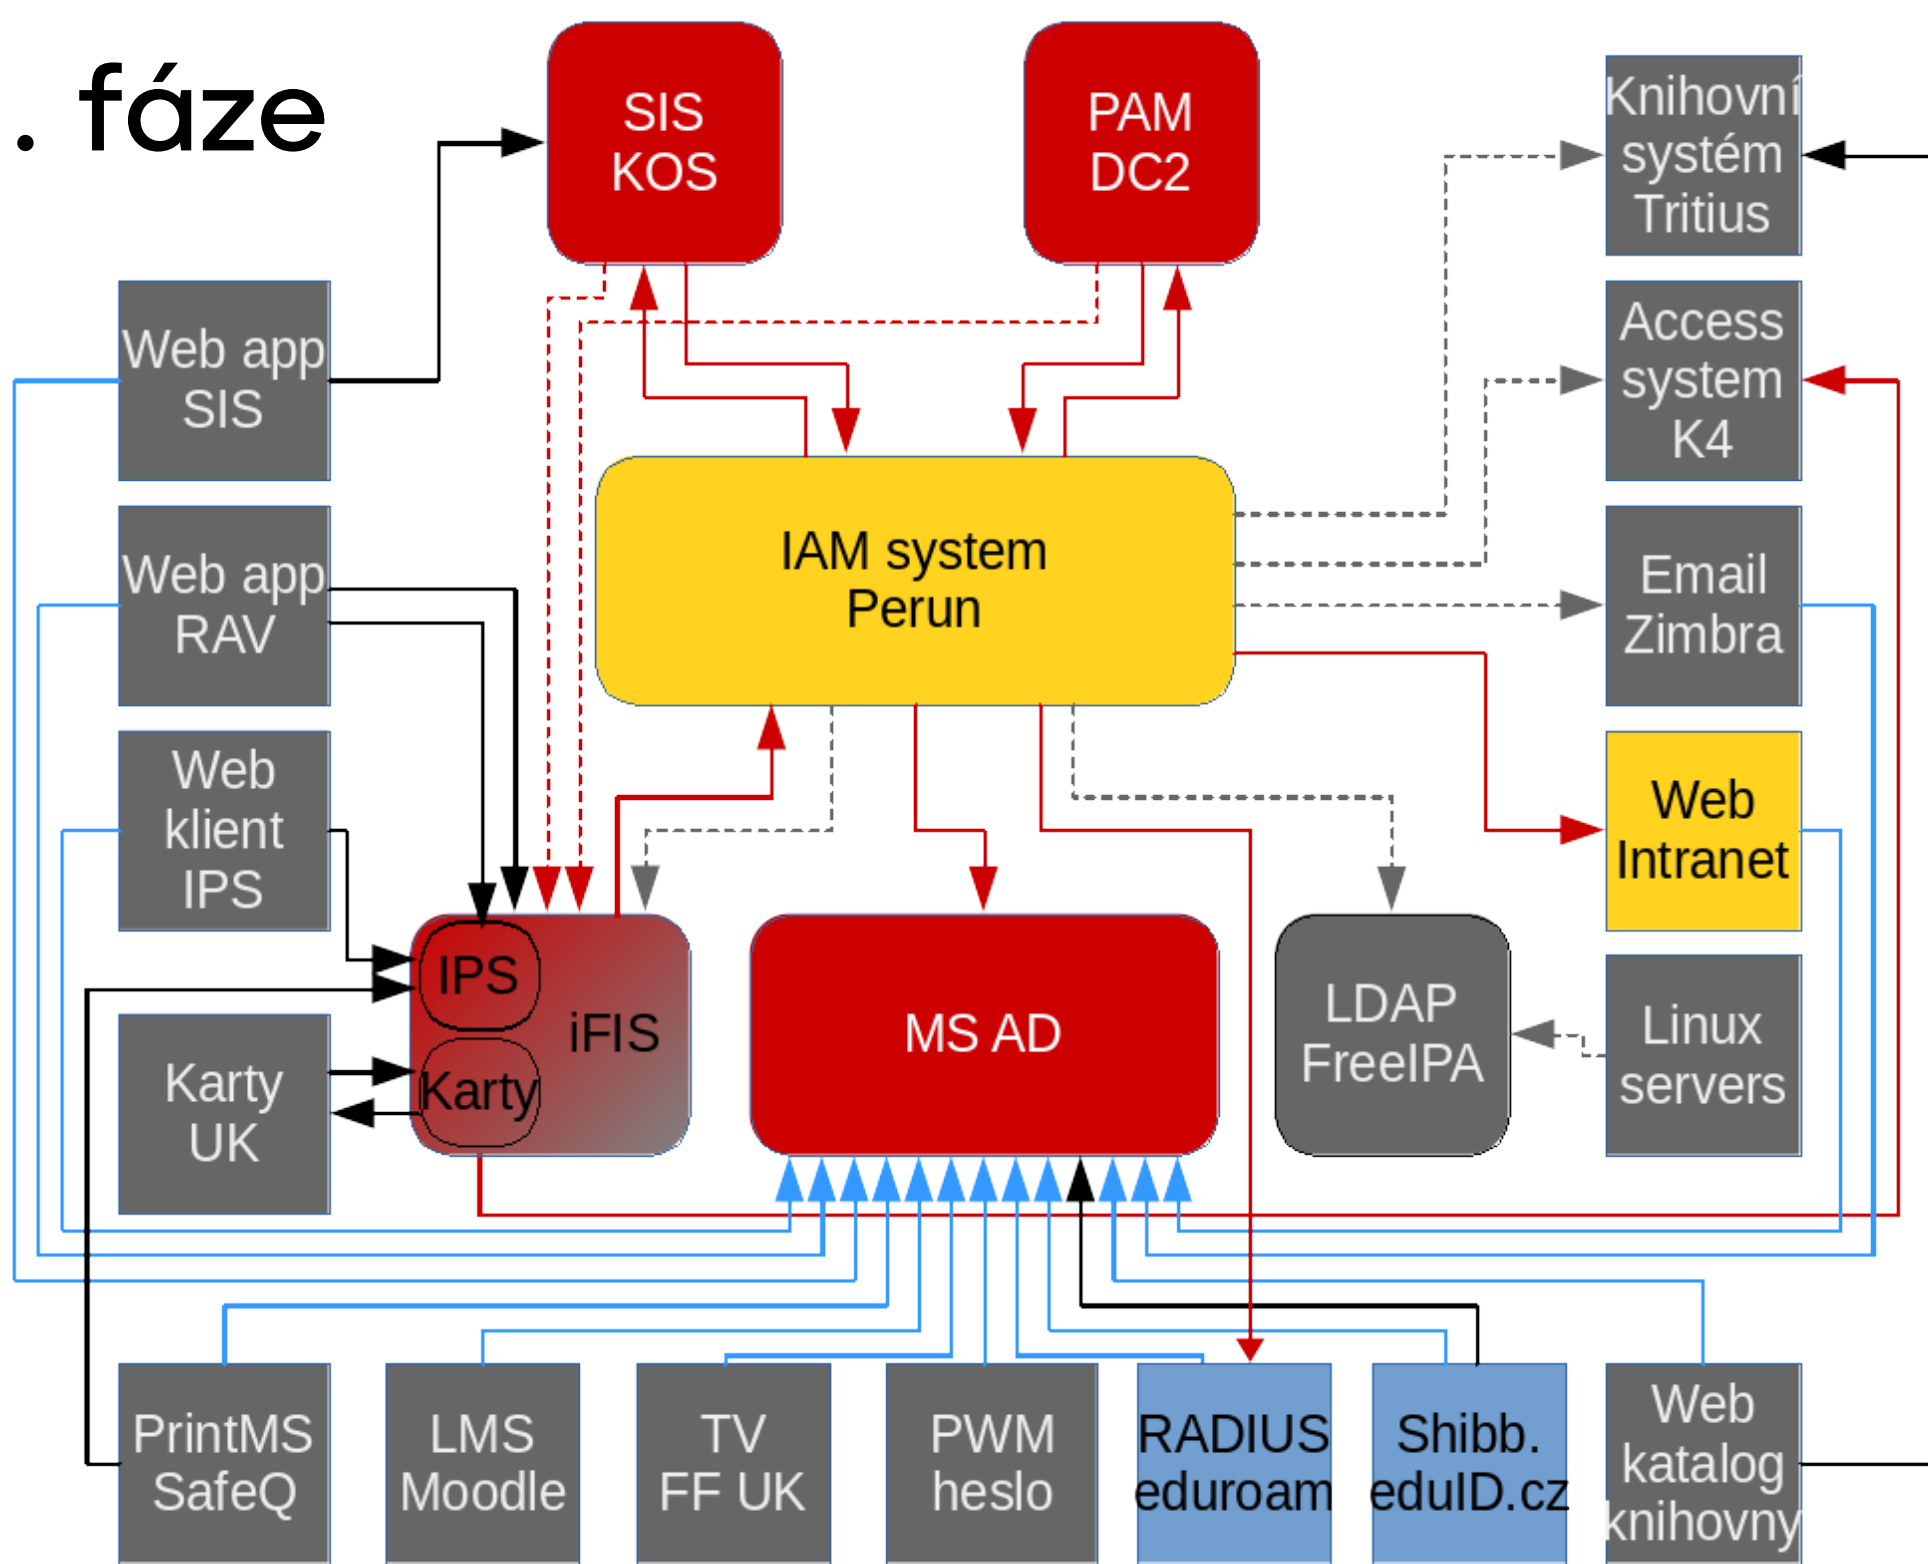 . fáze
SIS
KOS
PAM
DC2
Knihovní
systém
Tritius
Web app
SIS
Access
system
K4
Web app
RAV
IAM system
Perun
Email
Zimbra
Web
klient
IPS
Web
Intranet
IPS
iFIS
Karty
MS AD
LDAP
FreeIPA
Linux
servers
Karty
UK
PrintMS
SafeQ
LMS
Moodle
TV
FF UK
PWM
heslo
RADIUS
eduroam
Shibb.
eduID.cz
Web
katalog
knihovny